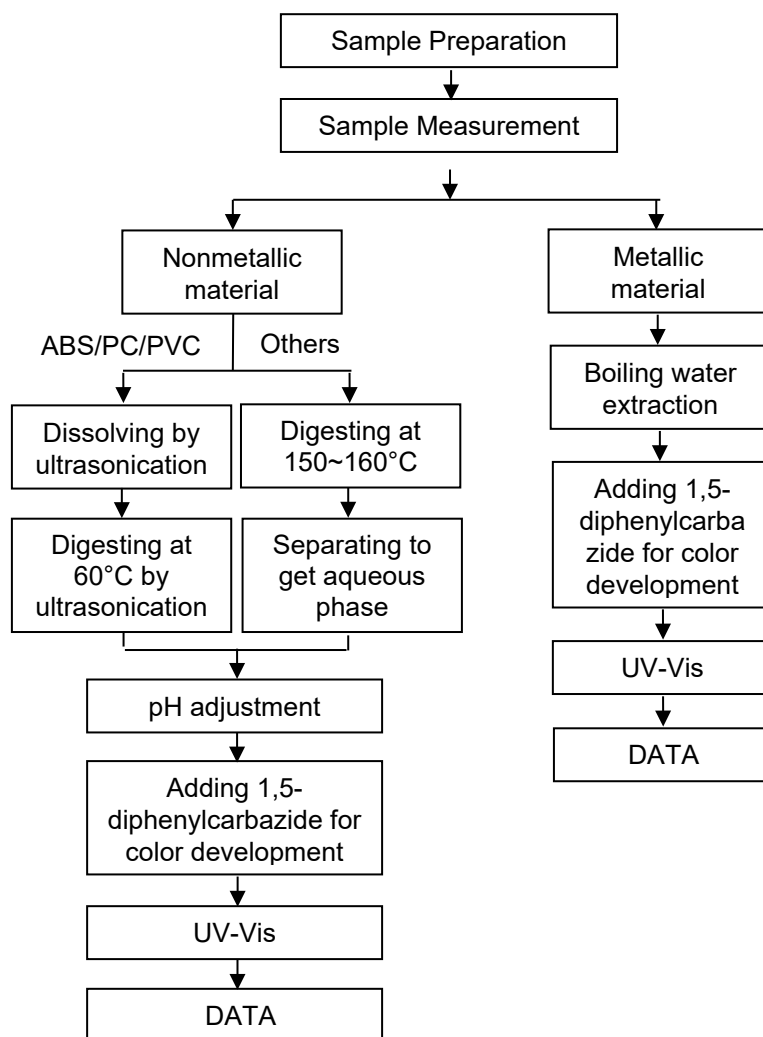 Sample Preparation
Sample Measurement
Nonmetallic
material
ABS/PC/PVC
Others
Dissolving by
ultrasonication
Digesting at
150~160°C
Digesting at
60°C by
ultrasonication
Separating to
get aqueous
phase
pH adjustment
Adding 1,5-
diphenylcarbazide for
color development
UV-Vis
DATA
Metallic
material
Boiling water
extraction
Adding 1,5-
diphenylcarba
zide for color
development
UV-Vis
DATA